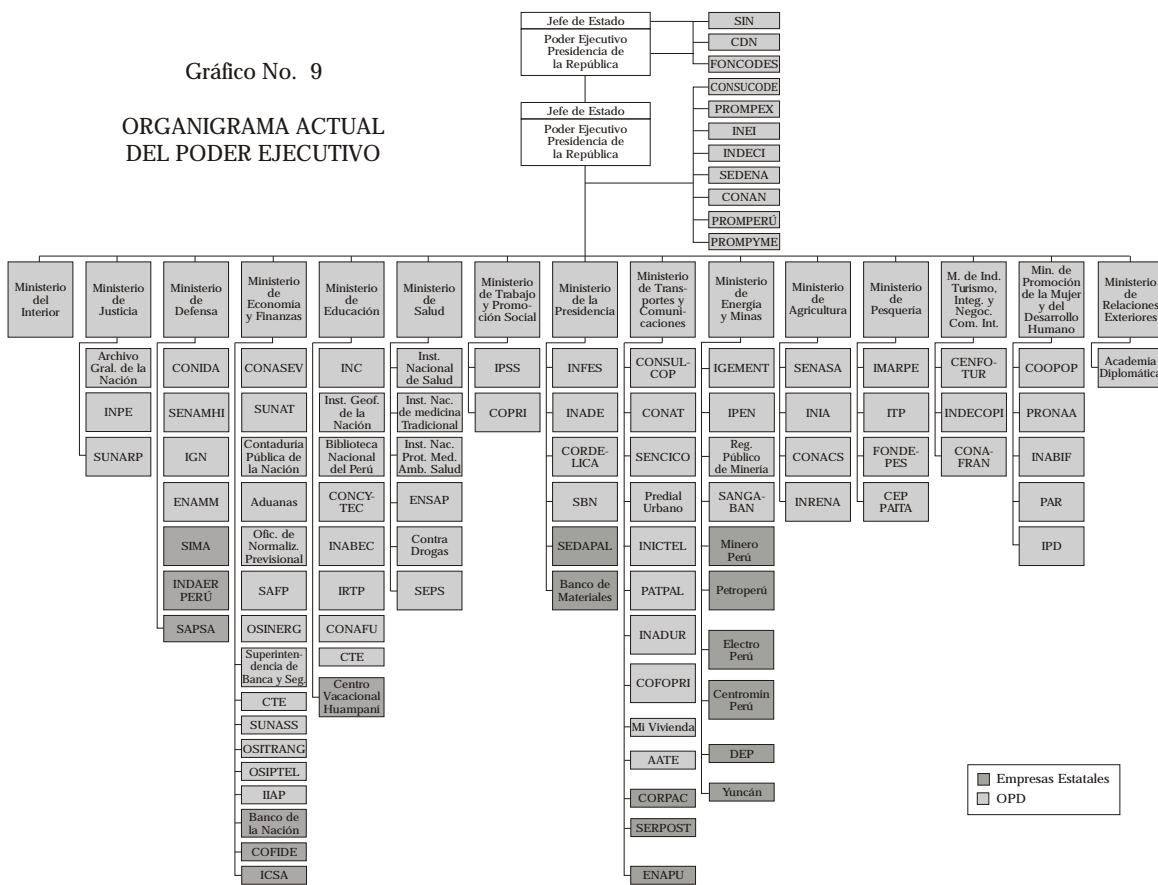 Gráfico No. 9
ORGANIGRAMA ACTUAL
DEL PODER EJECUTIVO
Jefe de Estado
Poder Ejecutivo
Presidencia de
la República
SIN
CDN
FONCODES
Jefe de Estado
Poder Ejecutivo
Presidencia de
la República
CONSUCODE
PROMPEX
INEI
INDECI
SEDENA
CONAN
PROMPERÚ
PROMPYME
Ministerio
del
Interior
Ministerio
de
Justicia
Archivo
Gral. de la
Nación
INPE
SUNARP
Ministerio
de
Defensa
CONIDA
SENAMHI
IGN
ENAMM
SIMA
INDAER
PERÚ
SAPSA
Ministerio
de
Economía
y Finanzas
CONASEV
SUNAT
Contaduría
Pública de
la Nación
Aduanas
Ofic. de
Normaliz.
Previsional
SAFP
OSINERG
Superinten-
dencia de
Banca y Seg.
CTE
SUNASS
OSITRANG
OSIPTEL
IIAP
Banco de
la Nación
COFIDE
ICSA
Ministerio
de
Educación
INC
Inst. Geof.
de la
Nación
Biblioteca
Nacional
del Perú
CONCY-
TEC
INABEC
IRTP
CONAFU
CTE
Centro
Vacacional
Huampaní
Ministerio
de
Salud
Inst.
Nacional
de Salud
Inst. Nac.
de medicina
Tradicional
Inst. Nac.
Prot. Med.
Amb. Salud
ENSAP
Contra
Drogas
SEPS
Ministerio
de Trabajo
y Promo-
ción Social
IPSS
COPRI
Ministerio
de la
Presidencia
INFES
INADE
CORDE-
LICA
SBN
SEDAPAL
Banco de
Materiales
Ministerio
de Trans-
portes y
Comuni-
caciones
CONSUL-
COP
CONAT
SENCICO
Predial
Urbano
INICTEL
PATPAL
INADUR
COFOPRI
Mi Vivienda
AATE
CORPAC
SERPOST
ENAPU
Ministerio
de
Energía
y Minas
IGEMENT
IPEN
Reg.
Público
de Minería
SANGA-
BAN
Minero
Perú
Petroperú
Electro
Perú
Centromin
Perú
DEP
Yuncán
Ministerio
de
Agricultura
SENASA
INIA
CONACS
INRENA
Ministerio
de
Pesquería
IMARPE
ITP
FONDE-
PES
CEP
PAITA
M. de Ind.
Turismo,
Integ. y
Negoc.
Com. Int.
CENFO-
TUR
INDECOPI
CONA-
FRAN
Min. de
Promoción
de la Mujer
y del
Desarrollo
Humano
COOPOP
PRONAA
INABIF
PAR
IPD
Ministerio
de
Relaciones
Exteriores
Academia
Diplomática
Empresas Estatales
OPD